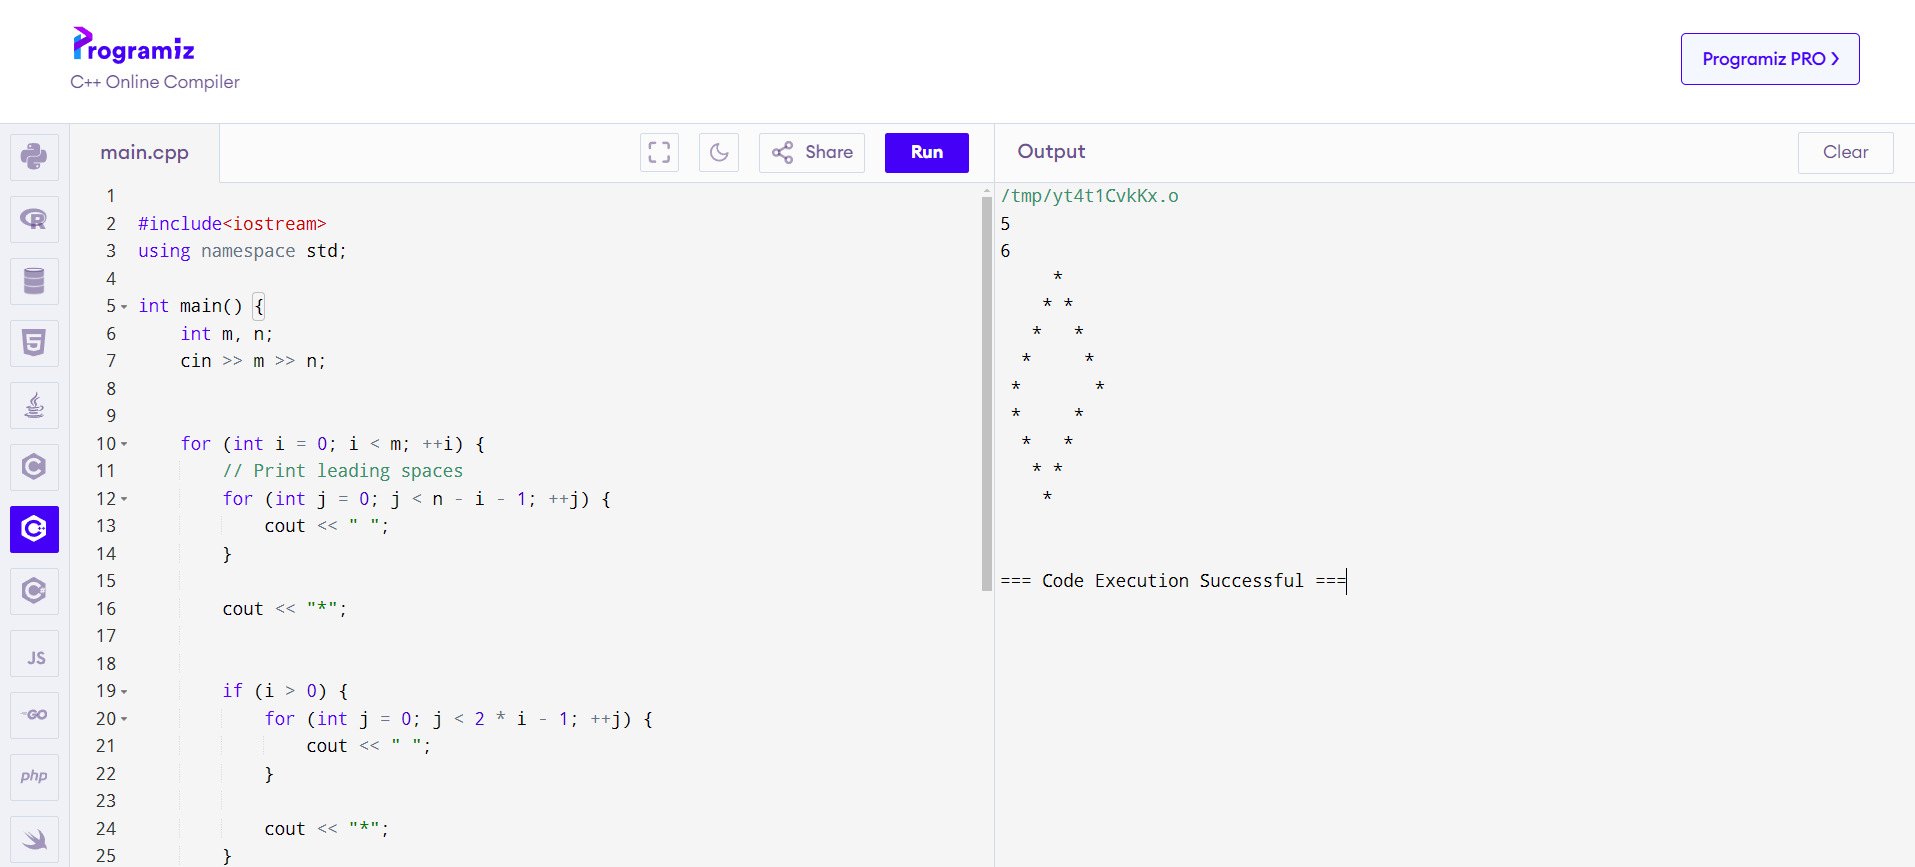 Programiz
C++ Online Compiler
Programiz PRO ❯
main.cpp
Share
Run
Output
Clear
1
2 #include<iostream>
3 using namespace std;
4
5 int main() {
6     int m, n;
7     cin >> m >> n;
8
9
10     for (int i = 0; i < m; ++i) {
11         // Print leading spaces
12         for (int j = 0; j < n - i - 1; ++j) {
13             cout << " ";
14         }
15
16         cout << "*";
17
18
19         if (i > 0) {
20             for (int j = 0; j < 2 * i - 1; ++j) {
21                 cout << " ";
22             }
23
24             cout << "*";
25         }
/tmp/yt4t1CvkKx.o
5
6
     *
    * *
   *   *
  *     *
 *       *
 *     *
  *   *
   * *
    *
=== Code Execution Successful ===
R
5
C
C++
C
JS
GO
php